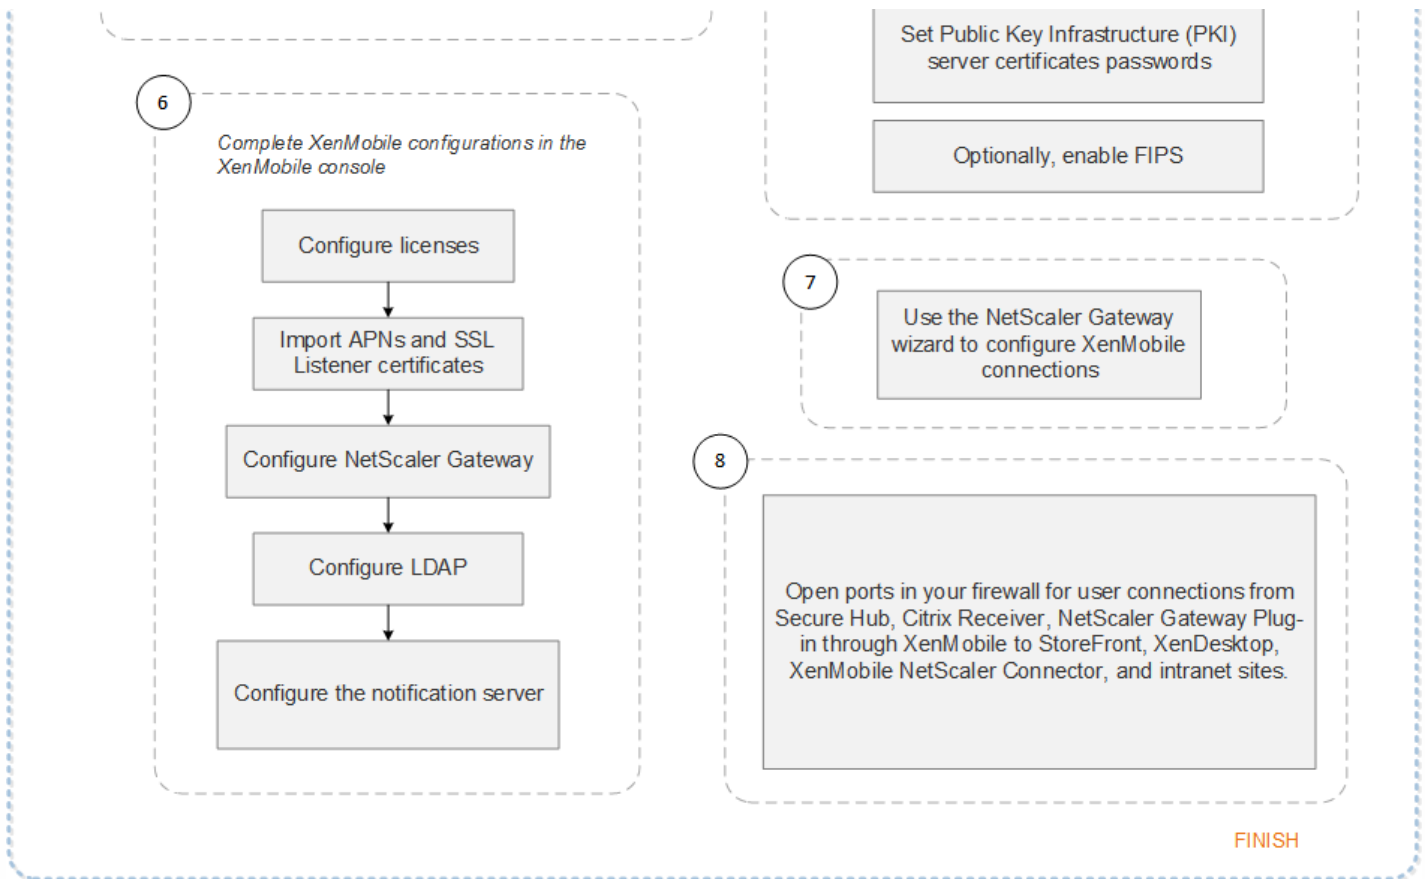 Set Public Key Infrastructure (PKI)
server certificates passwords
Optionally, enable FIPS
6
Complete XenMobile configurations in the
XenMobile console
Configure licenses
Import APNs and SSL
Listener certificates
Configure NetScaler Gateway
Configure LDAP
Configure the notification server
7
Use the NetScaler Gateway
wizard to configure XenMobile
connections
8
Open ports in your firewall for user connections from
Secure Hub, Citrix Receiver, NetScaler Gateway Plug-
in through XenMobile to StoreFront, XenDesktop,
XenMobile NetScaler Connector, and intranet sites.
FINISH